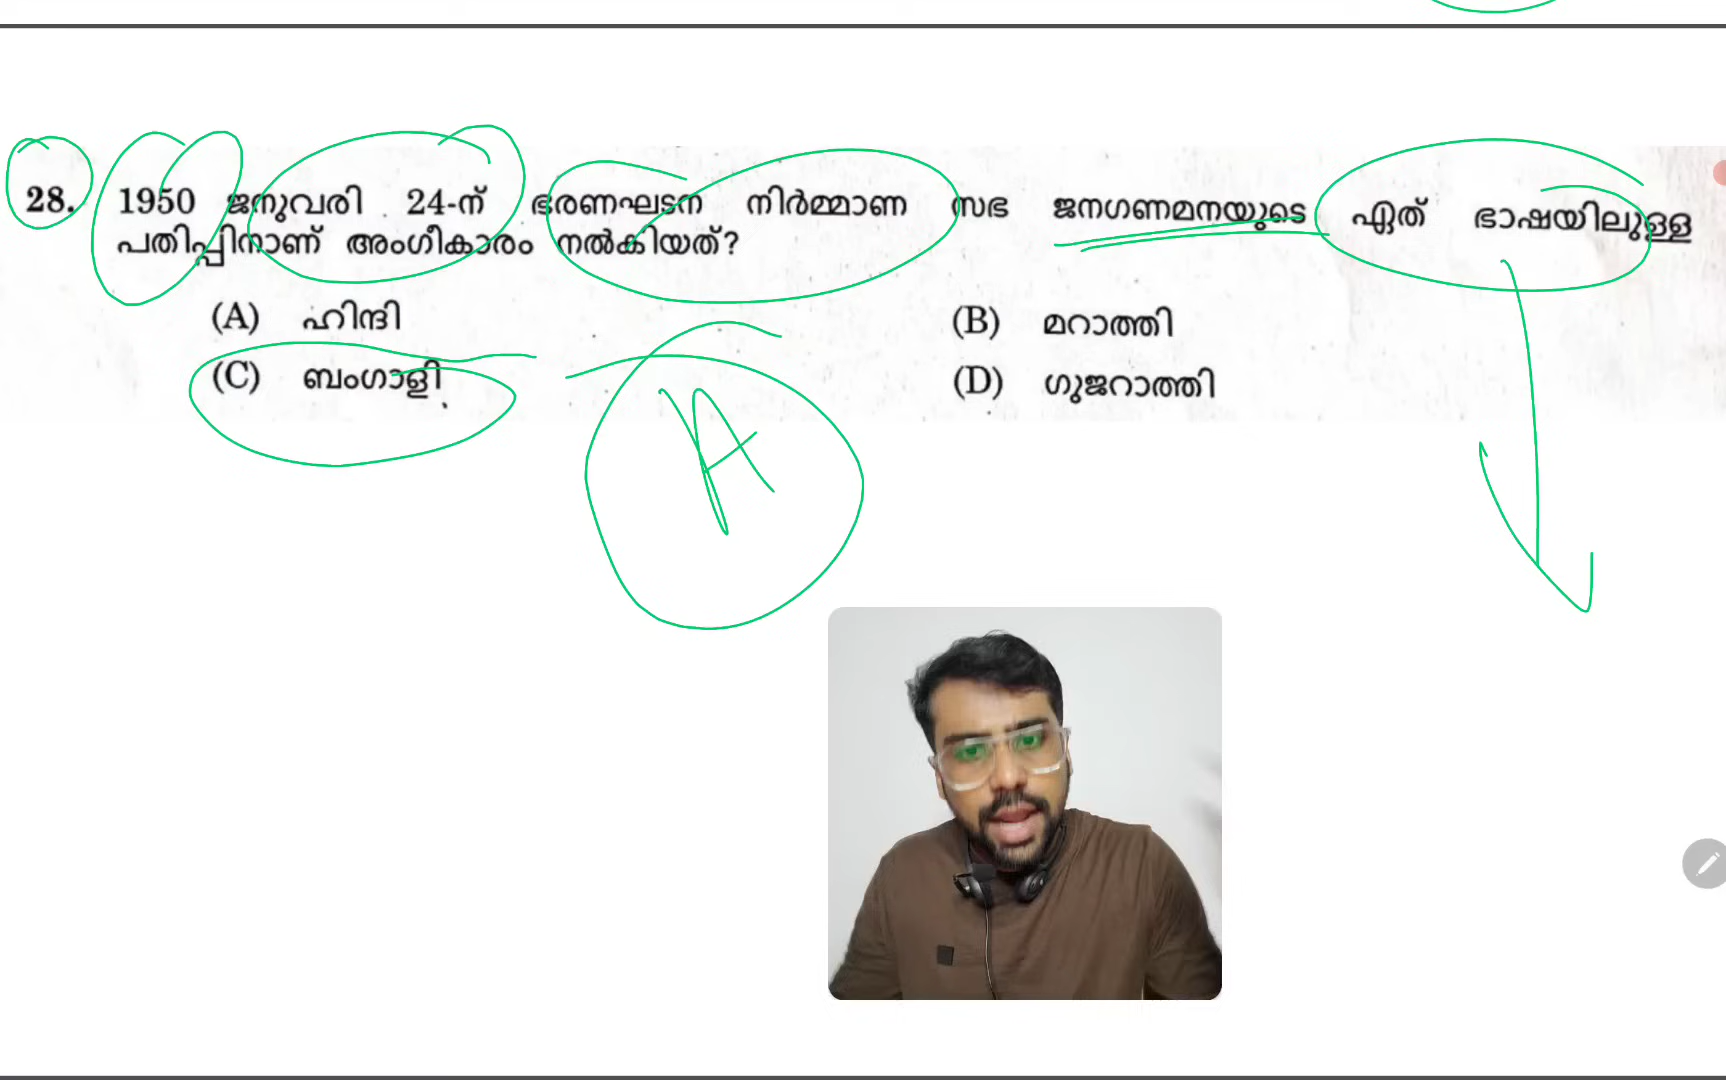 28. 1950 ജനുവരി 24-ന് ഭരണഘടന നിർമ്മാണ സഭ ജനഗണമനയുടെ ഏത് ഭാഷയിലുള്ള
പതിപ്പിനാണ് അംഗീകാരം നൽകിയത്?
(A) ഹിന്ദി
(B) മറാത്തി
(C) ബംഗാളി
(D) ഗുജറാത്തി
A